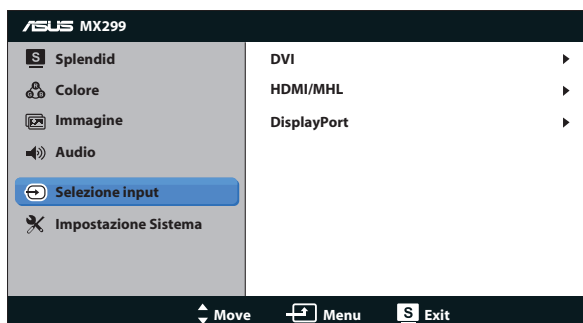 ASUS MX299
S Splendid
Colore
Immagine
Audio
Selezione input
Impostazione Sistema
DVI
HDMI/MHL
DisplayPort
Move Menu S Exit